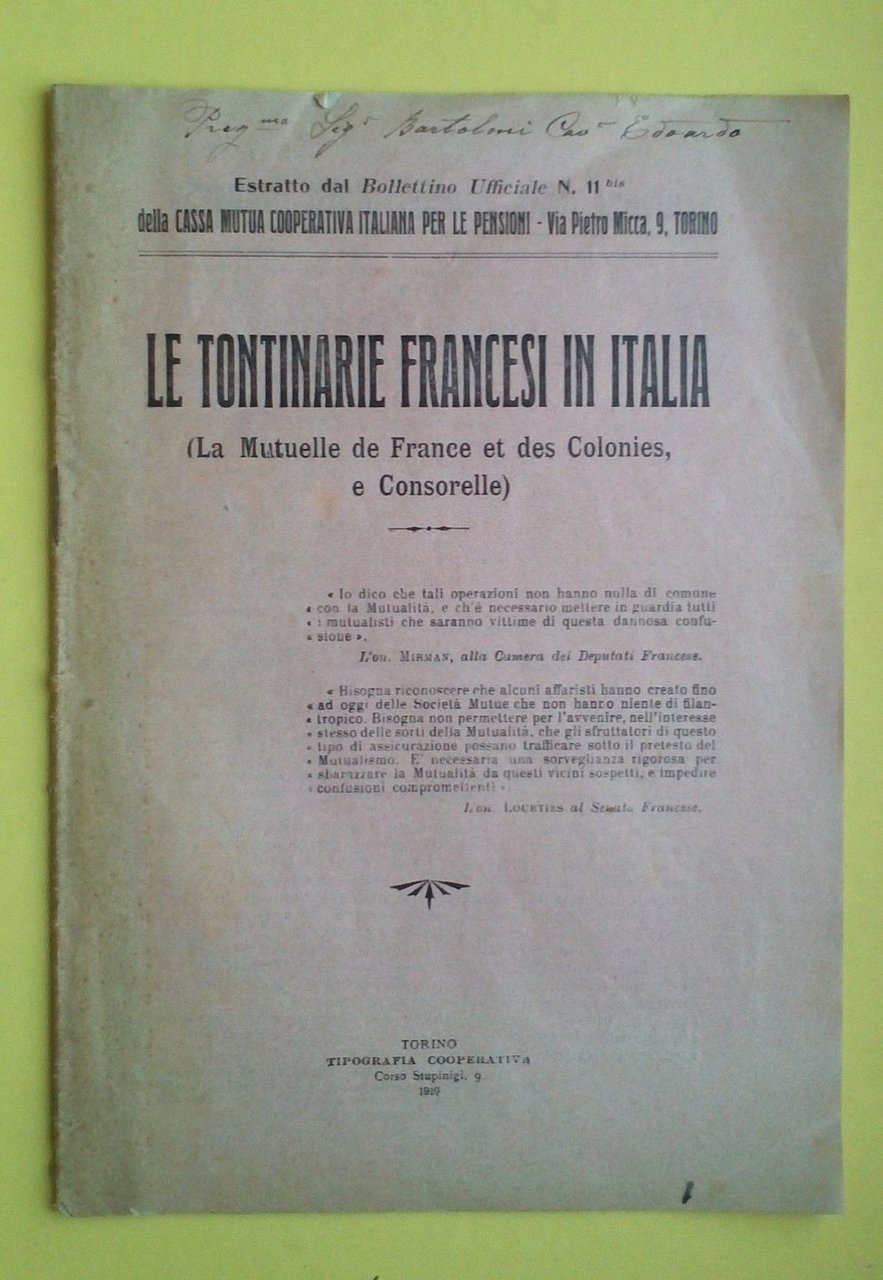 Preg.mo Sigr Bartoloni Cavr Edoardo
Estratto dal Bollettino Ufficiale N. 11 bis
della CASSA MUTUA COOPERATIVA ITALIANA PER LE PENSIONI - Via Pietro Micca, 9, TORINO
LE TONTINARIE FRANCESI IN ITALIA
(La Mutuelle de France et des Colonies,
e Consorelle)
« Io dico che tali operazioni non hanno nulla di comune
« con la Mutualità, e ch'è necessario mettere in guardia tutti
« i mutualisti che saranno vittime di questa dannosa confu-
« sione ».
L'on. MIRMAN, alla Camera dei Deputati Francese.
« Bisogna riconoscere che alcuni affaristi hanno creato fino
« ad oggi delle Società Mutue che non hanno niente di filan-
« tropico. Bisogna non permettere per l'avvenire, nell'interesse
« stesso delle sorti della Mutualità, che gli sfruttatori di questo
« tipo di assicurazione possano trafficare sotto il pretesto del
« Mutualismo. E' necessaria una sorveglianza rigorosa per
« sbarazzare la Mutualità da questi vicini sospetti, e impedire
« confusioni compromettenti ».
L'on. LOURTIES al Senato Francese.
TORINO
TIPOGRAFIA COOPERATIVA
Corso Stupinigi, 9